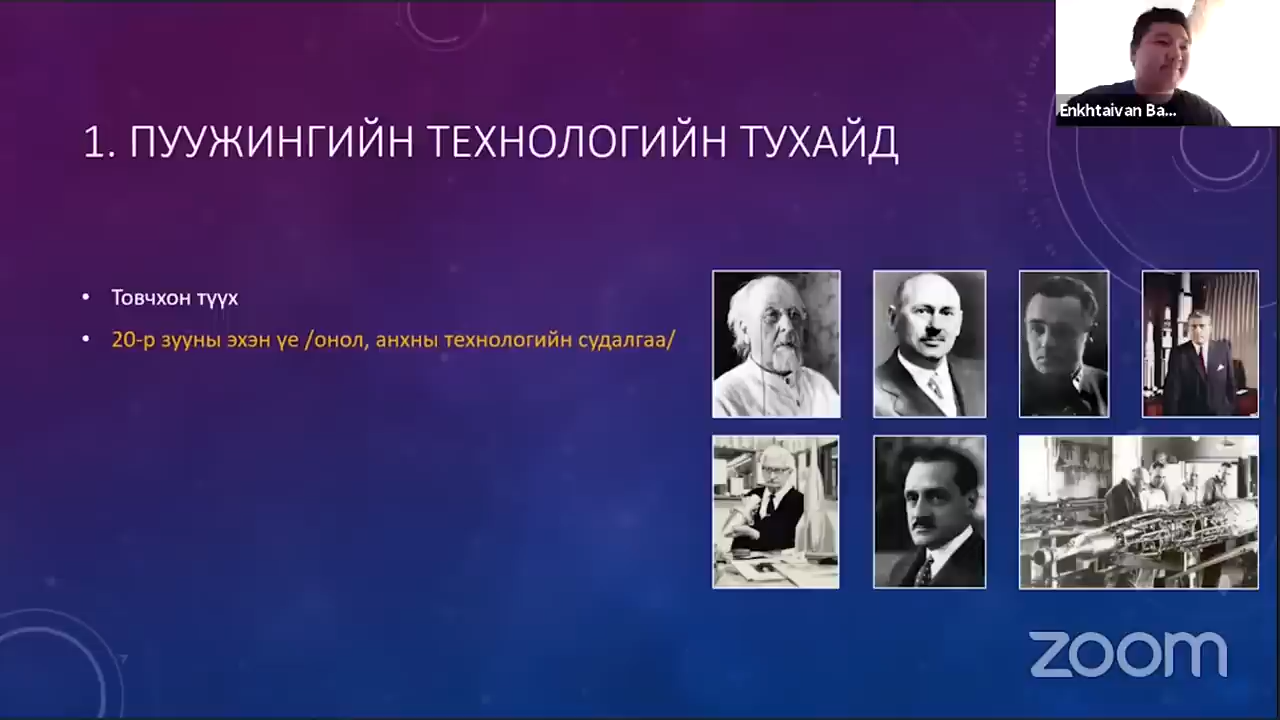 Enkhtaivan Ba...
1. ПУУЖИНГИЙН ТЕХНОЛОГИЙН ТУХАЙД
• Товчхон түүх
• 20-р зууны эхэн үе /онол, анхны технологийн судалгаа/
zoom